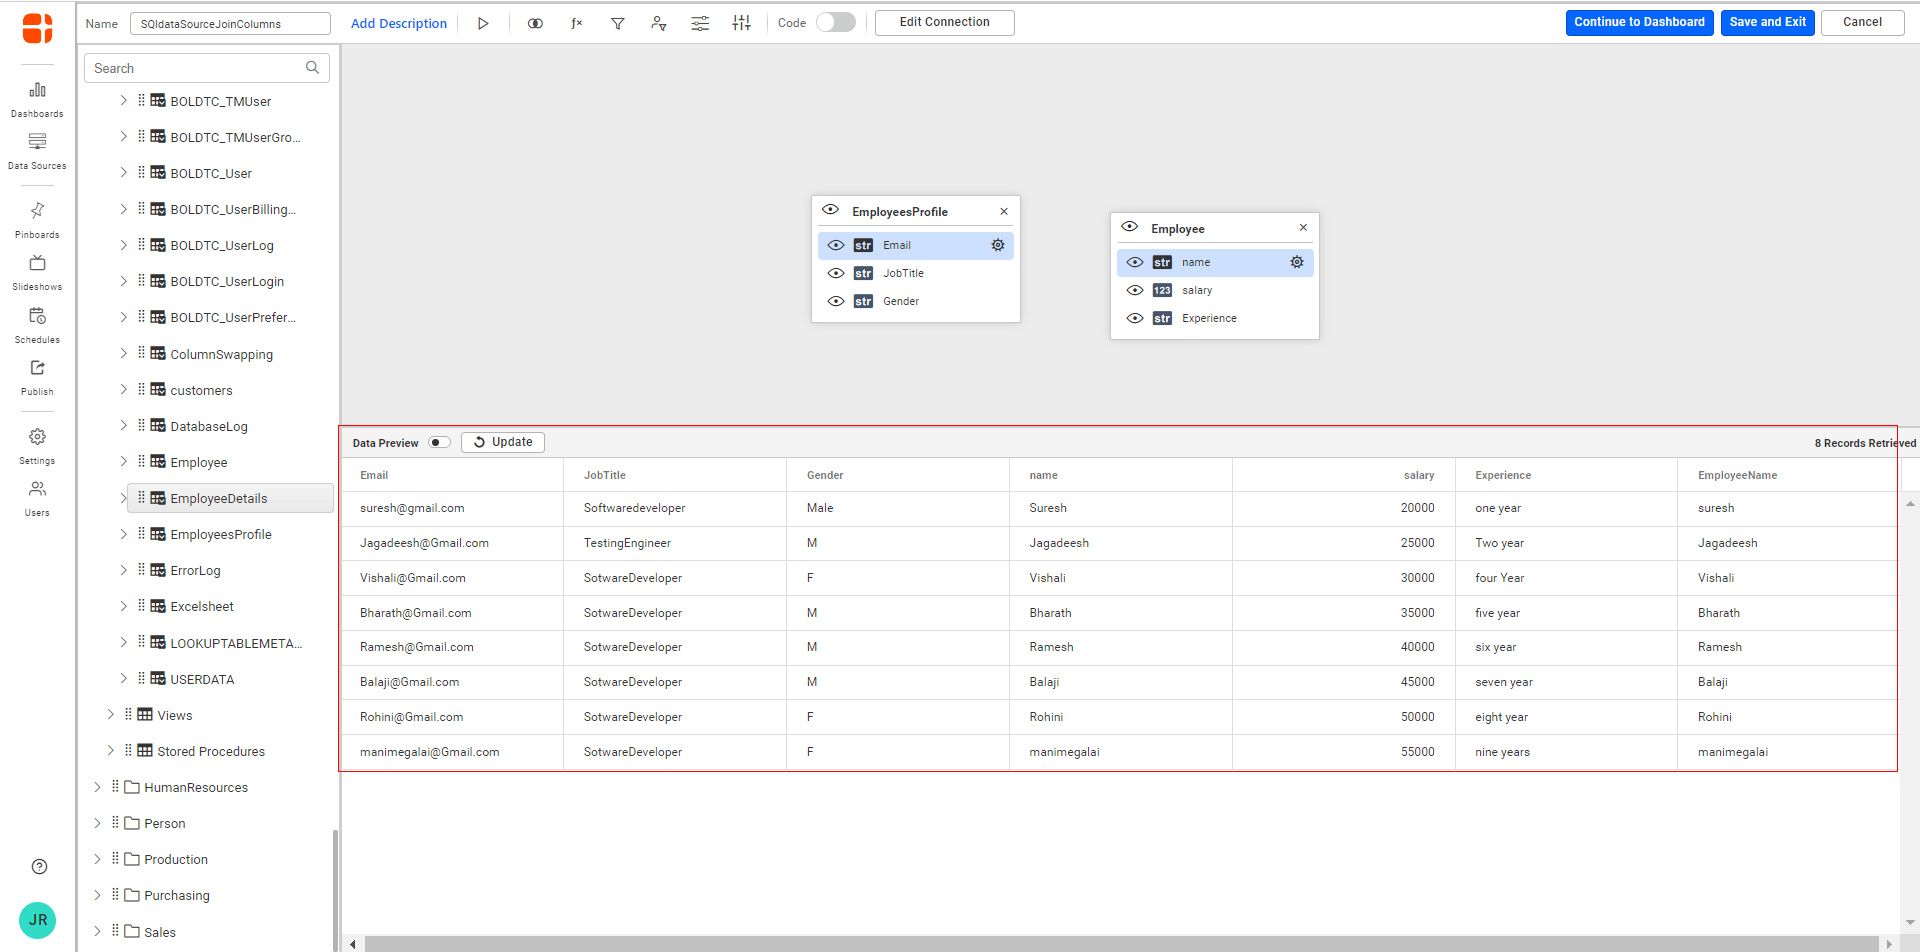 Name SQldataSourceJoinColumns Add Description Code Edit Connection Continue to Dashboard Save and Exit Cancel
Dashboards
Data Sources
Pinboards
Slideshows
Schedules
Publish
Settings
Users
JR
Search
BOLDTC_TMUser
BOLDTC_TMUserGro...
BOLDTC_User
BOLDTC_UserBilling...
BOLDTC_UserLog
BOLDTC_UserLogin
BOLDTC_UserPrefer...
ColumnSwapping
customers
DatabaseLog
Employee
EmployeeDetails
EmployeesProfile
ErrorLog
Excelsheet
LOOKUPTABLEMETA...
USERDATA
Views
Stored Procedures
HumanResources
Person
Production
Purchasing
Sales
EmployeesProfile
str Email
str JobTitle
str Gender
Employee
str name
123 salary
str Experience
Data Preview Update 8 Records Retrieved
Email JobTitle Gender name salary Experience EmployeeName
suresh@gmail.com Softwaredeveloper Male Suresh 20000 one year suresh
Jagadeesh@Gmail.com TestingEngineer M Jagadeesh 25000 Two year Jagadeesh
Vishali@Gmail.com SotwareDeveloper F Vishali 30000 four Year Vishali
Bharath@Gmail.com SotwareDeveloper M Bharath 35000 five year Bharath
Ramesh@Gmail.com SotwareDeveloper M Ramesh 40000 six year Ramesh
Balaji@Gmail.com SotwareDeveloper M Balaji 45000 seven year Balaji
Rohini@Gmail.com SotwareDeveloper F Rohini 50000 eight year Rohini
manimegalai@Gmail.com SotwareDeveloper F manimegalai 55000 nine years manimegalai